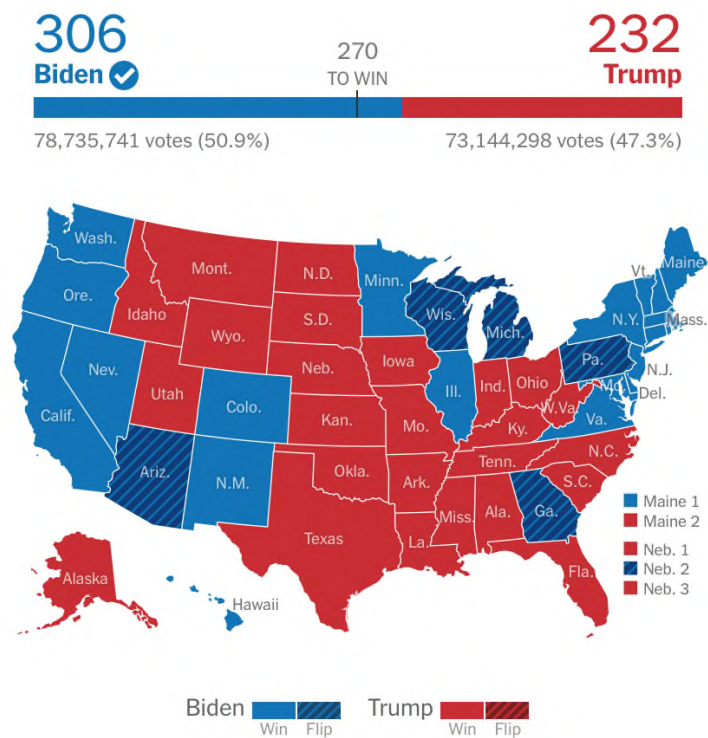 306
Biden
270
TO WIN
232
Trump
78,735,741 votes (50.9%)
73,144,298 votes (47.3%)
Wash.
Mont.
N.D.
Minn.
Vt.
Maine
Ore.
Idaho
S.D.
Wis.
Mich.
N.Y.
Mass.
Wyo.
Neb.
Iowa
Pa.
N.J.
Nev.
Utah
Colo.
Ill.
Ind.
Ohio
Md.
Del.
Calif.
Kan.
Mo.
W.Va.
Va.
Ky.
Ariz.
N.M.
Okla.
Ark.
Tenn.
N.C.
S.C.
Texas
La.
Miss.
Ala.
Ga.
Fla.
Alaska
Hawaii
Maine 1
Maine 2
Neb. 1
Neb. 2
Neb. 3
Biden
Win Flip
Trump
Win Flip